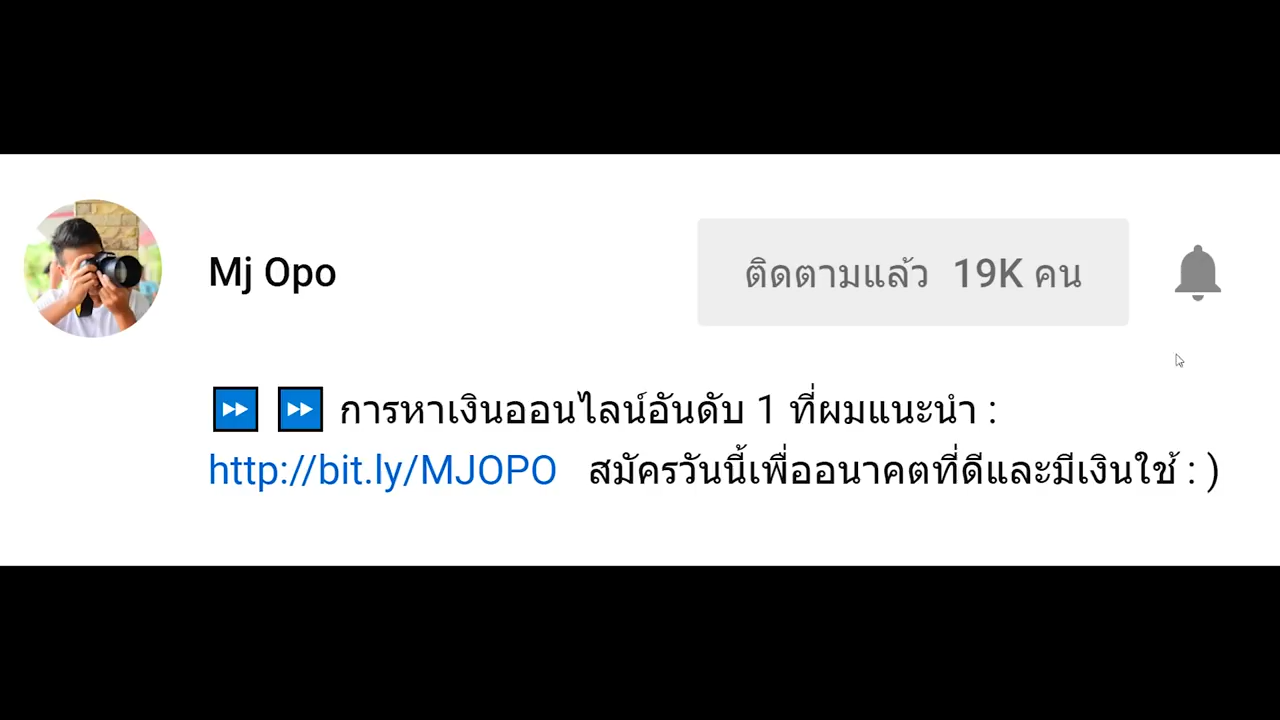 Mj Opo
ติดตามแล้ว 19K คน
⏩ ⏩ การหาเงินออนไลน์อันดับ 1 ที่ผมแนะนำ :
http://bit.ly/MJOPO สมัครวันนี้เพื่ออนาคตที่ดีและมีเงินใช้ : )